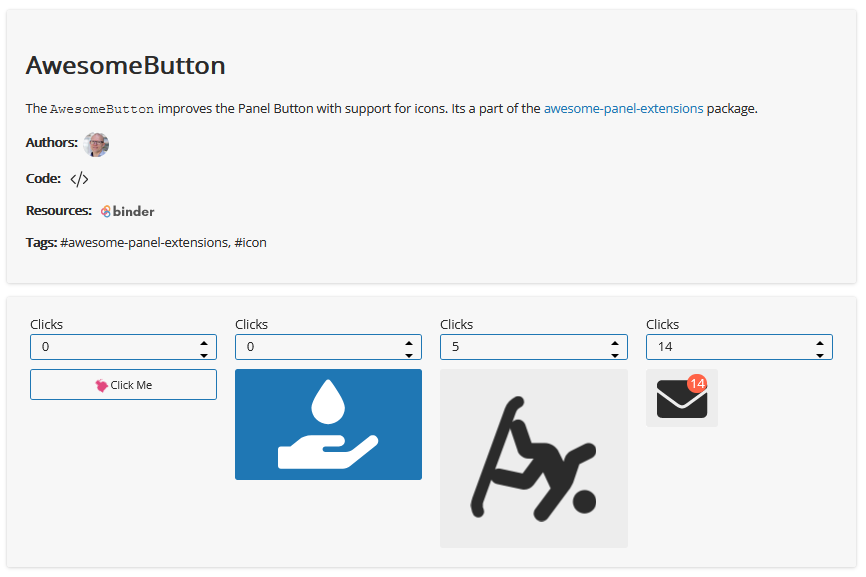 AwesomeButton
The AwesomeButton improves the Panel Button with support for icons. Its a part of the awesome-panel-extensions package.
Authors:
Code: </>
Resources: binder
Tags: #awesome-panel-extensions, #icon
Clicks Clicks Clicks Clicks
0 0 5 14
Click Me 14